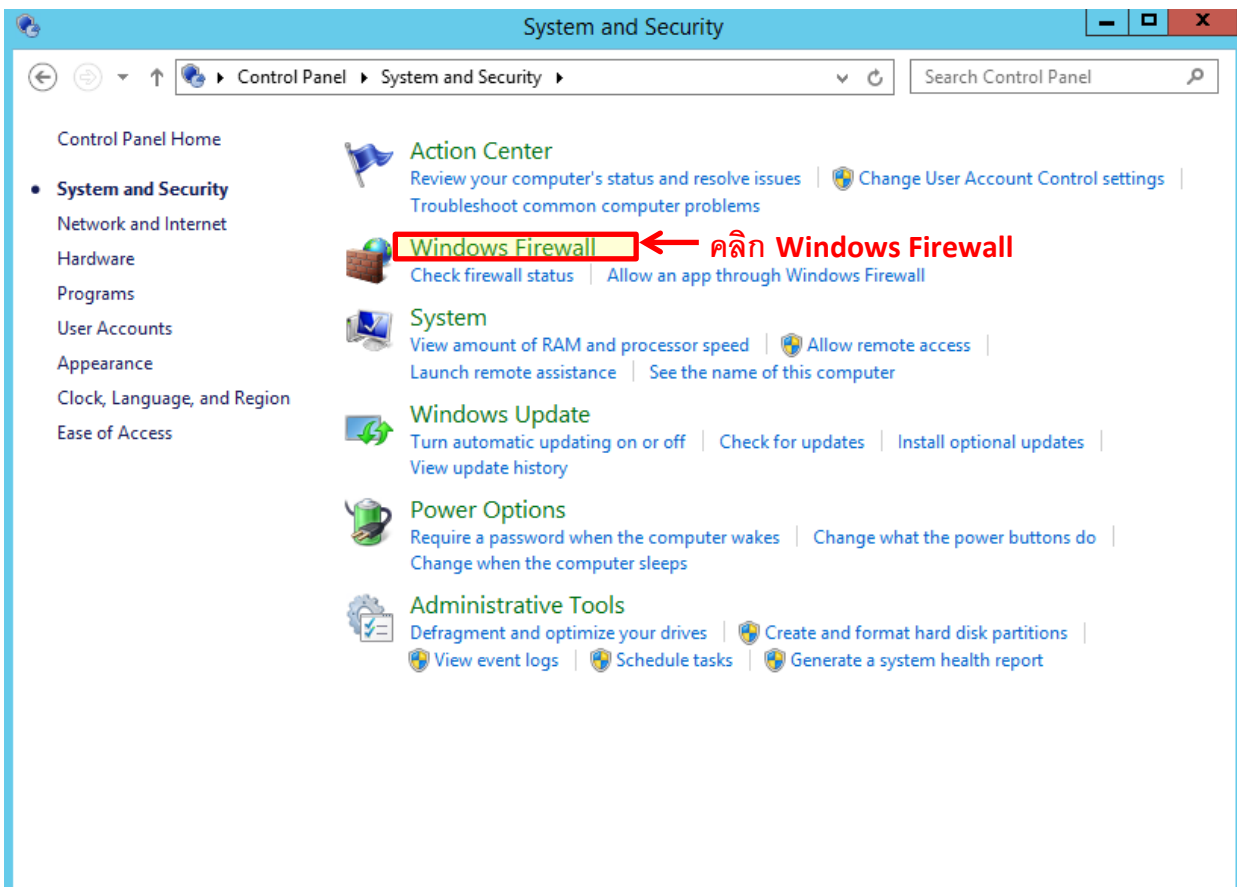 System and Security
Control Panel System and Security Search Control Panel
Control Panel Home
System and Security
Network and Internet
Hardware
Programs
User Accounts
Appearance
Clock, Language, and Region
Ease of Access
Action Center
Review your computer's status and resolve issues Change User Account Control settings
Troubleshoot common computer problems
Windows Firewall คลิก Windows Firewall
Check firewall status Allow an app through Windows Firewall
System
View amount of RAM and processor speed Allow remote access
Launch remote assistance See the name of this computer
Windows Update
Turn automatic updating on or off Check for updates Install optional updates
View update history
Power Options
Require a password when the computer wakes Change what the power buttons do
Change when the computer sleeps
Administrative Tools
Defragment and optimize your drives Create and format hard disk partitions
View event logs Schedule tasks Generate a system health report